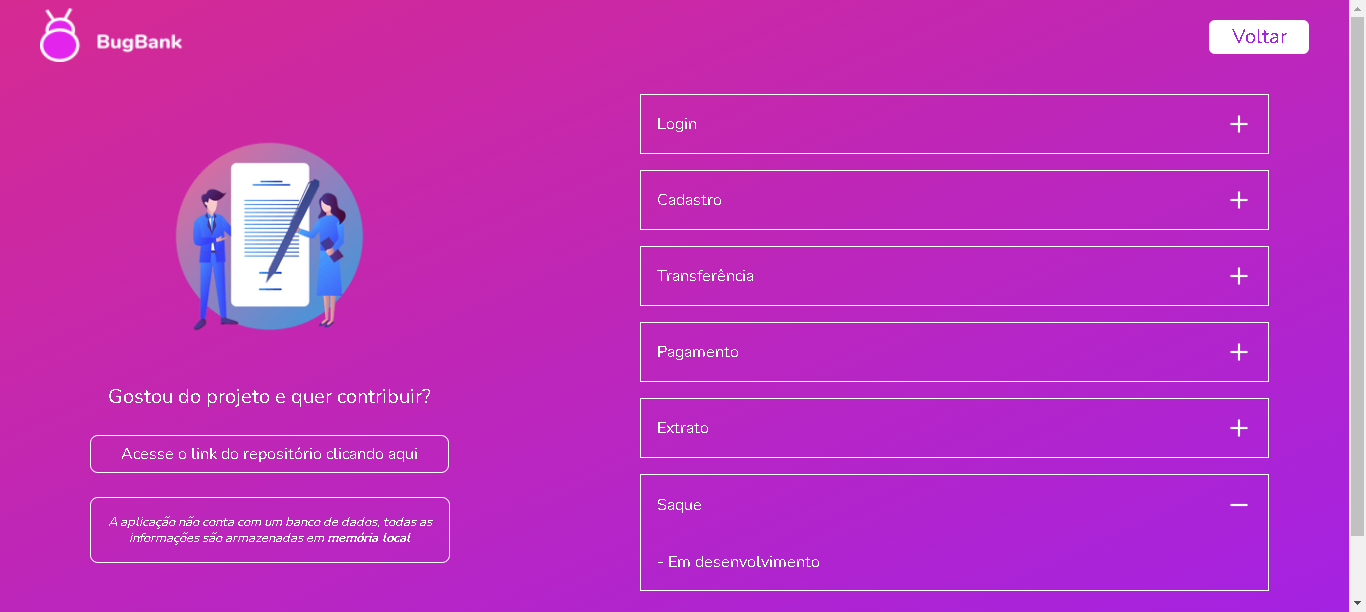 BugBank
Voltar
Gostou do projeto e quer contribuir?
Acesse o link do repositório clicando aqui
A aplicação não conta com um banco de dados, todas as
informações são armazenadas em memória local
Login
Cadastro
Transferência
Pagamento
Extrato
Saque
- Em desenvolvimento